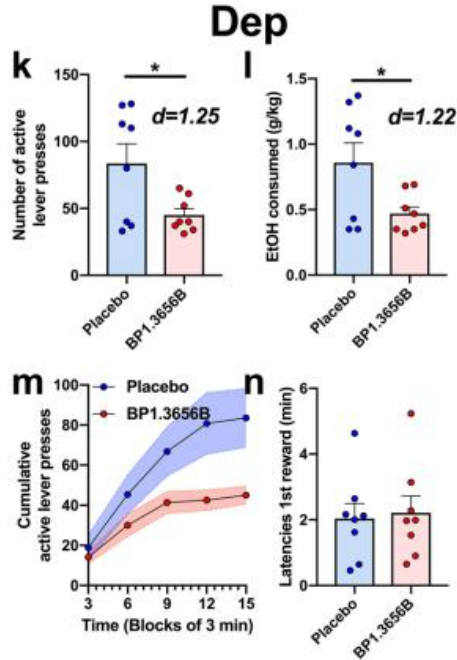 Dep
k
Number of active
lever presses
150
100
50
0
*
d=1.25
Placebo
BP1.3656B
l
EtOH consumed (g/kg)
1.5
1.0
0.5
0.0
*
d=1.22
Placebo
BP1.3656B
m
Cumulative
active lever presses
100
80
60
40
20
0
Placebo
BP1.3656B
3
6
9
12
15
Time (Blocks of 3 min)
n
Latencies 1st reward (min)
6
4
2
0
Placebo
BP1.3656B